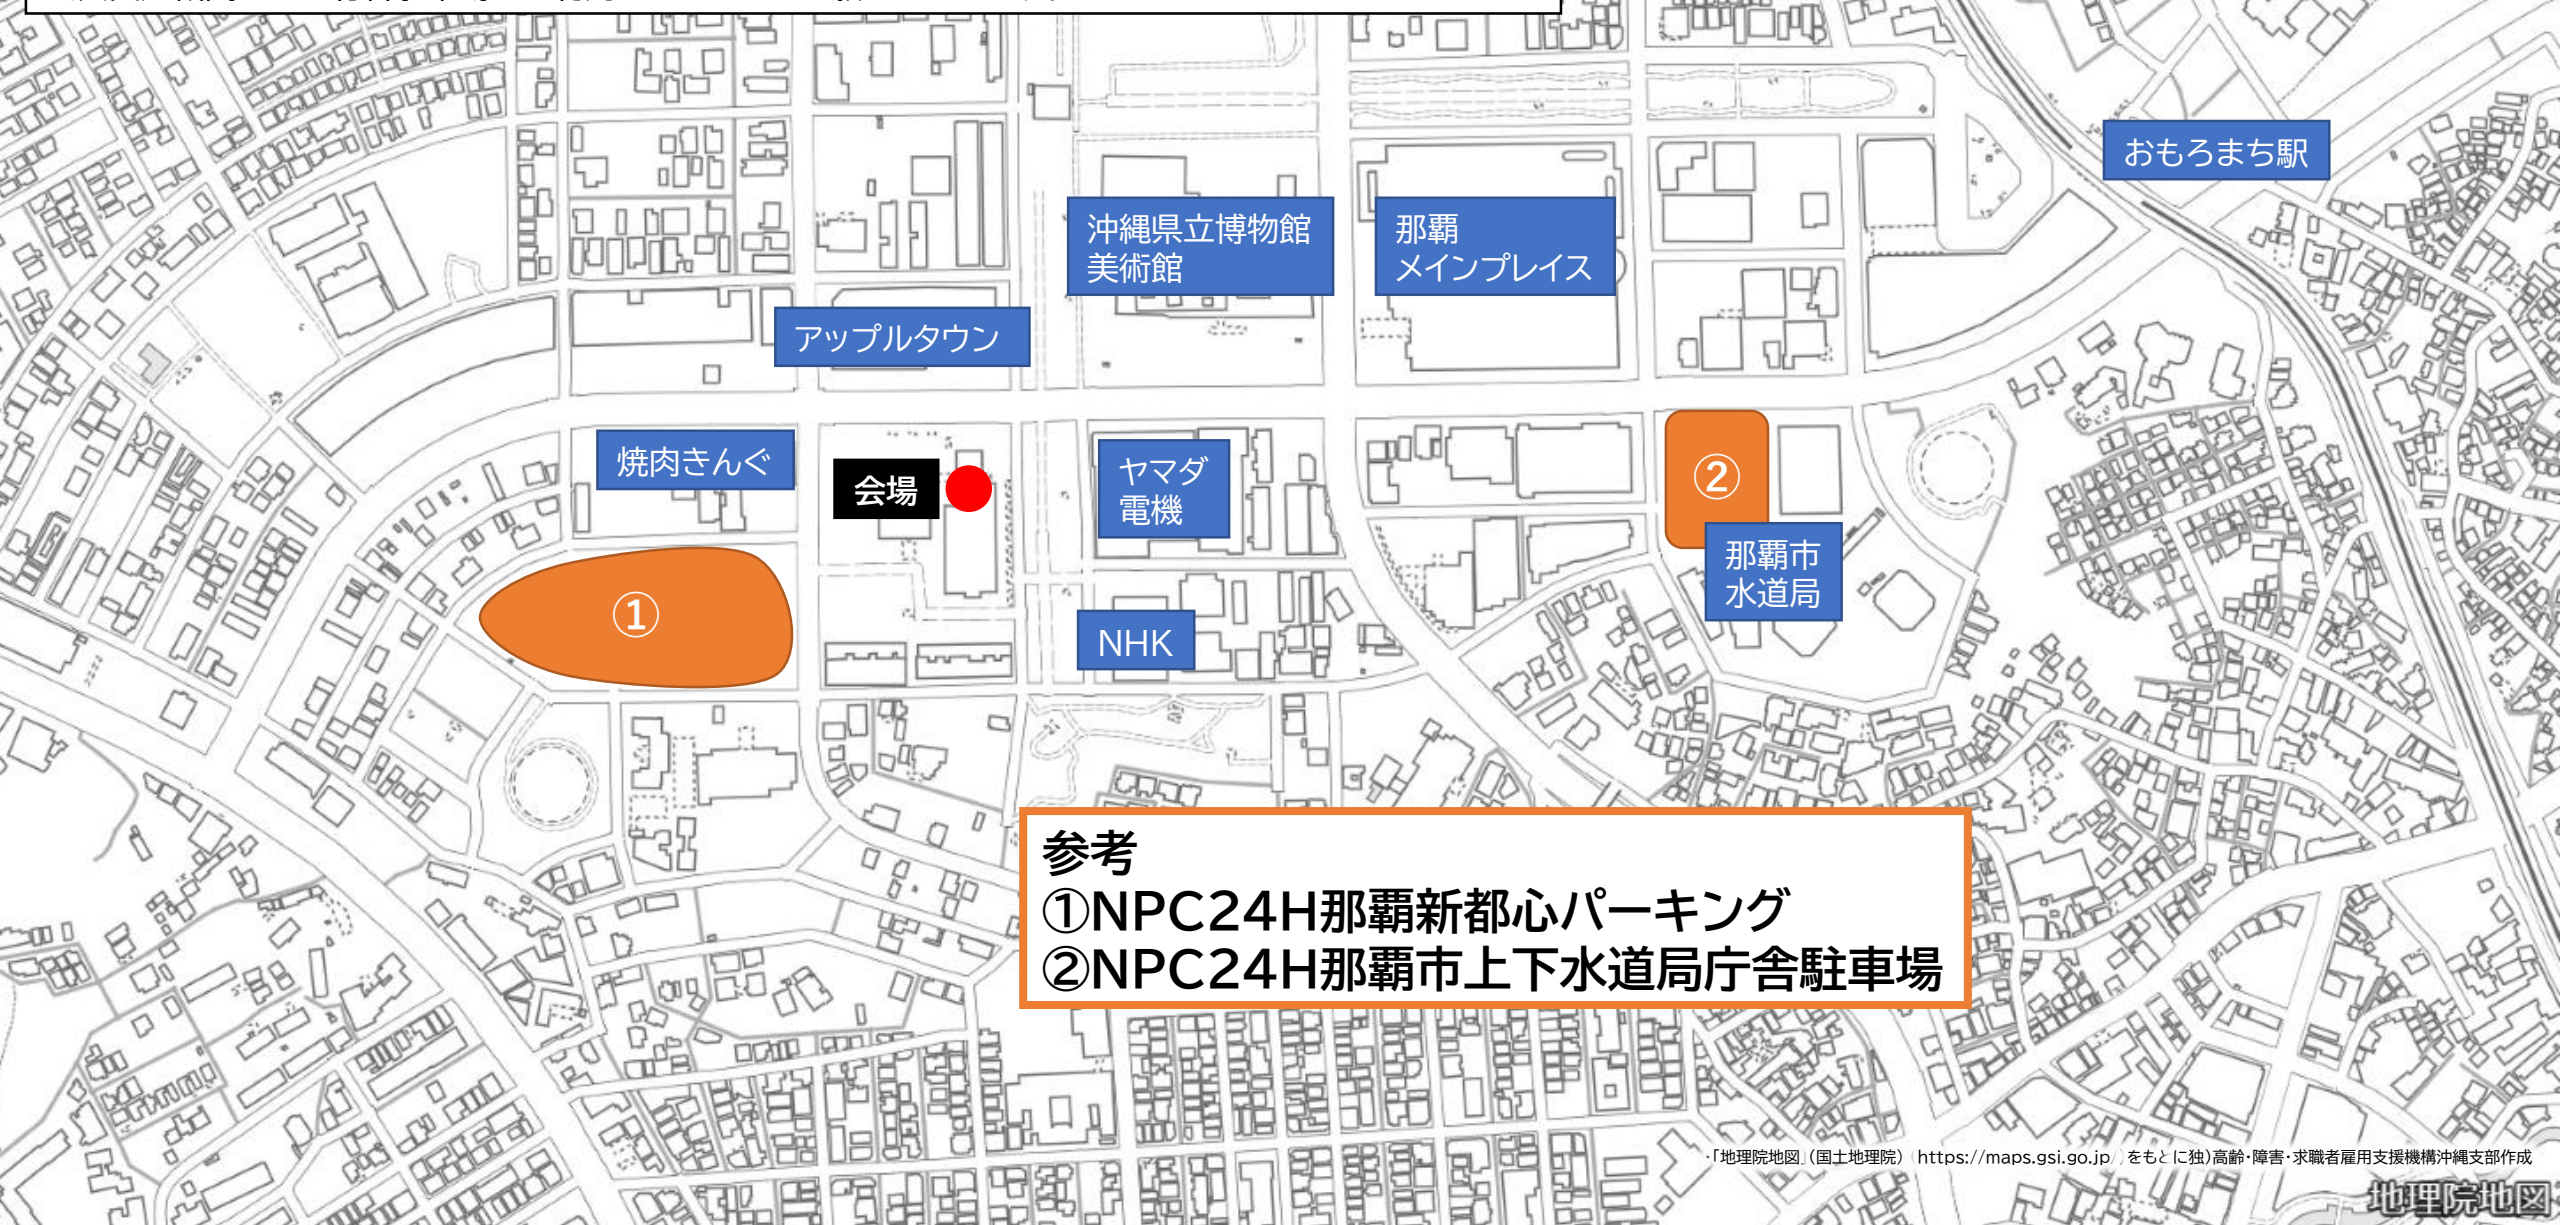 おもろまち駅
沖縄県立博物館
美術館
那覇
メインプレイス
アップルタウン
焼肉きんぐ
会場
ヤマダ
電機
②
那覇市
水道局
①
NHK
参考
①NPC24H那覇新都心パーキング
②NPC24H那覇市上下水道局庁舎駐車場
・「地理院地図」（国土地理院）（https://maps.gsi.go.jp/）をもとに独）高齢・障害・求職者雇用支援機構沖縄支部作成
地理院地図